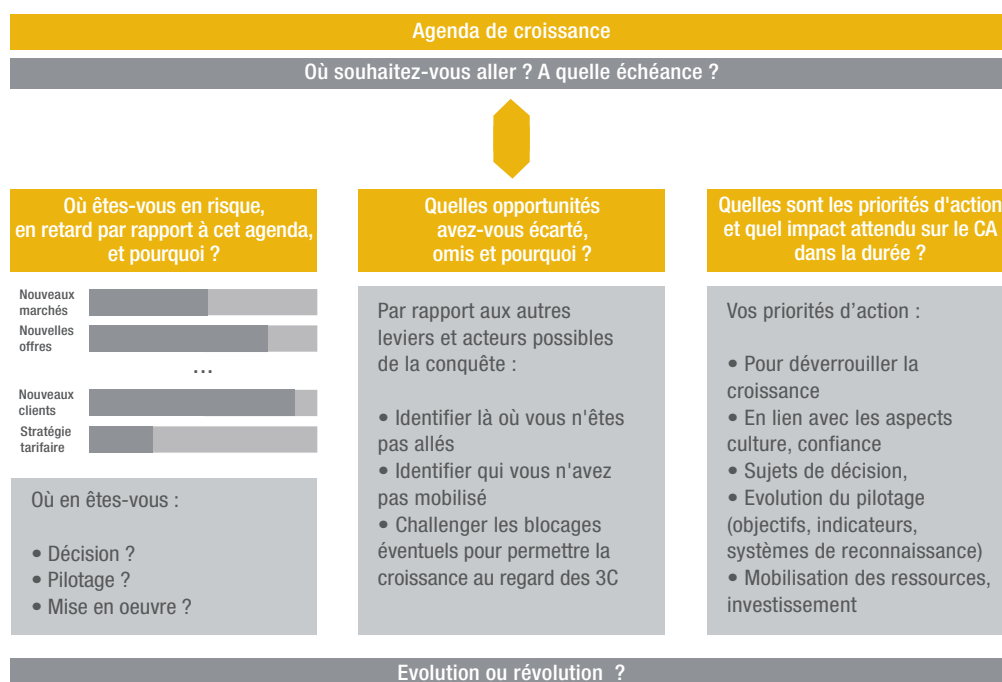 Agenda de croissance
Où souhaitez-vous aller ? A quelle échéance ?
Où êtes-vous en risque,
en retard par rapport à cet agenda,
et pourquoi ?
Nouveaux
marchés
Nouvelles
offres
...
Nouveaux
clients
Stratégie
tarifaire
Où en êtes-vous :
• Décision ?
• Pilotage ?
• Mise en oeuvre ?
Quelles opportunités
avez-vous écarté,
omis et pourquoi ?
Par rapport aux autres
leviers et acteurs possibles
de la conquête :
• Identifier là où vous n'êtes
pas allés
• Identifier qui vous n'avez
pas mobilisé
• Challenger les blocages
éventuels pour permettre la
croissance au regard des 3C
Quelles sont les priorités d'action
et quel impact attendu sur le CA
dans la durée ?
Vos priorités d’action :
• Pour déverrouiller la
croissance
• En lien avec les aspects
culture, confiance
• Sujets de décision,
• Evolution du pilotage
(objectifs, indicateurs,
systèmes de reconnaissance)
• Mobilisation des ressources,
investissement
Evolution ou révolution ?